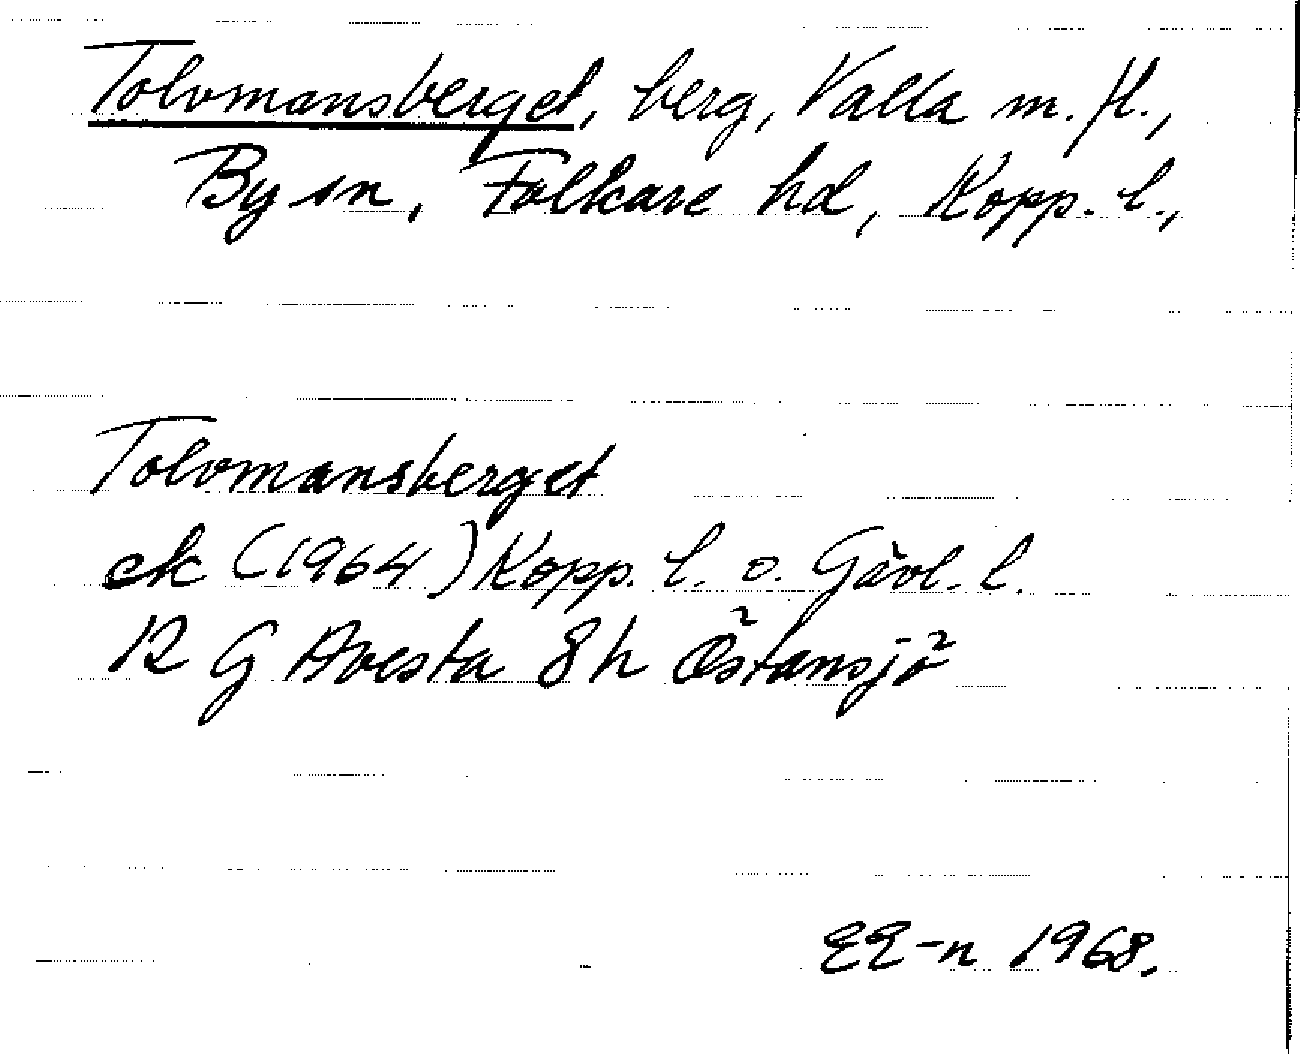 Tolvmansberget, berg, Valla m.fl.,
By sn, Folkare hd, Kopp. l.,
Tolvmansberget
ek (1964) Kopp. l. o. Gävl. l.
12 G Avesta 8h Östansjö
EE-n 1968.